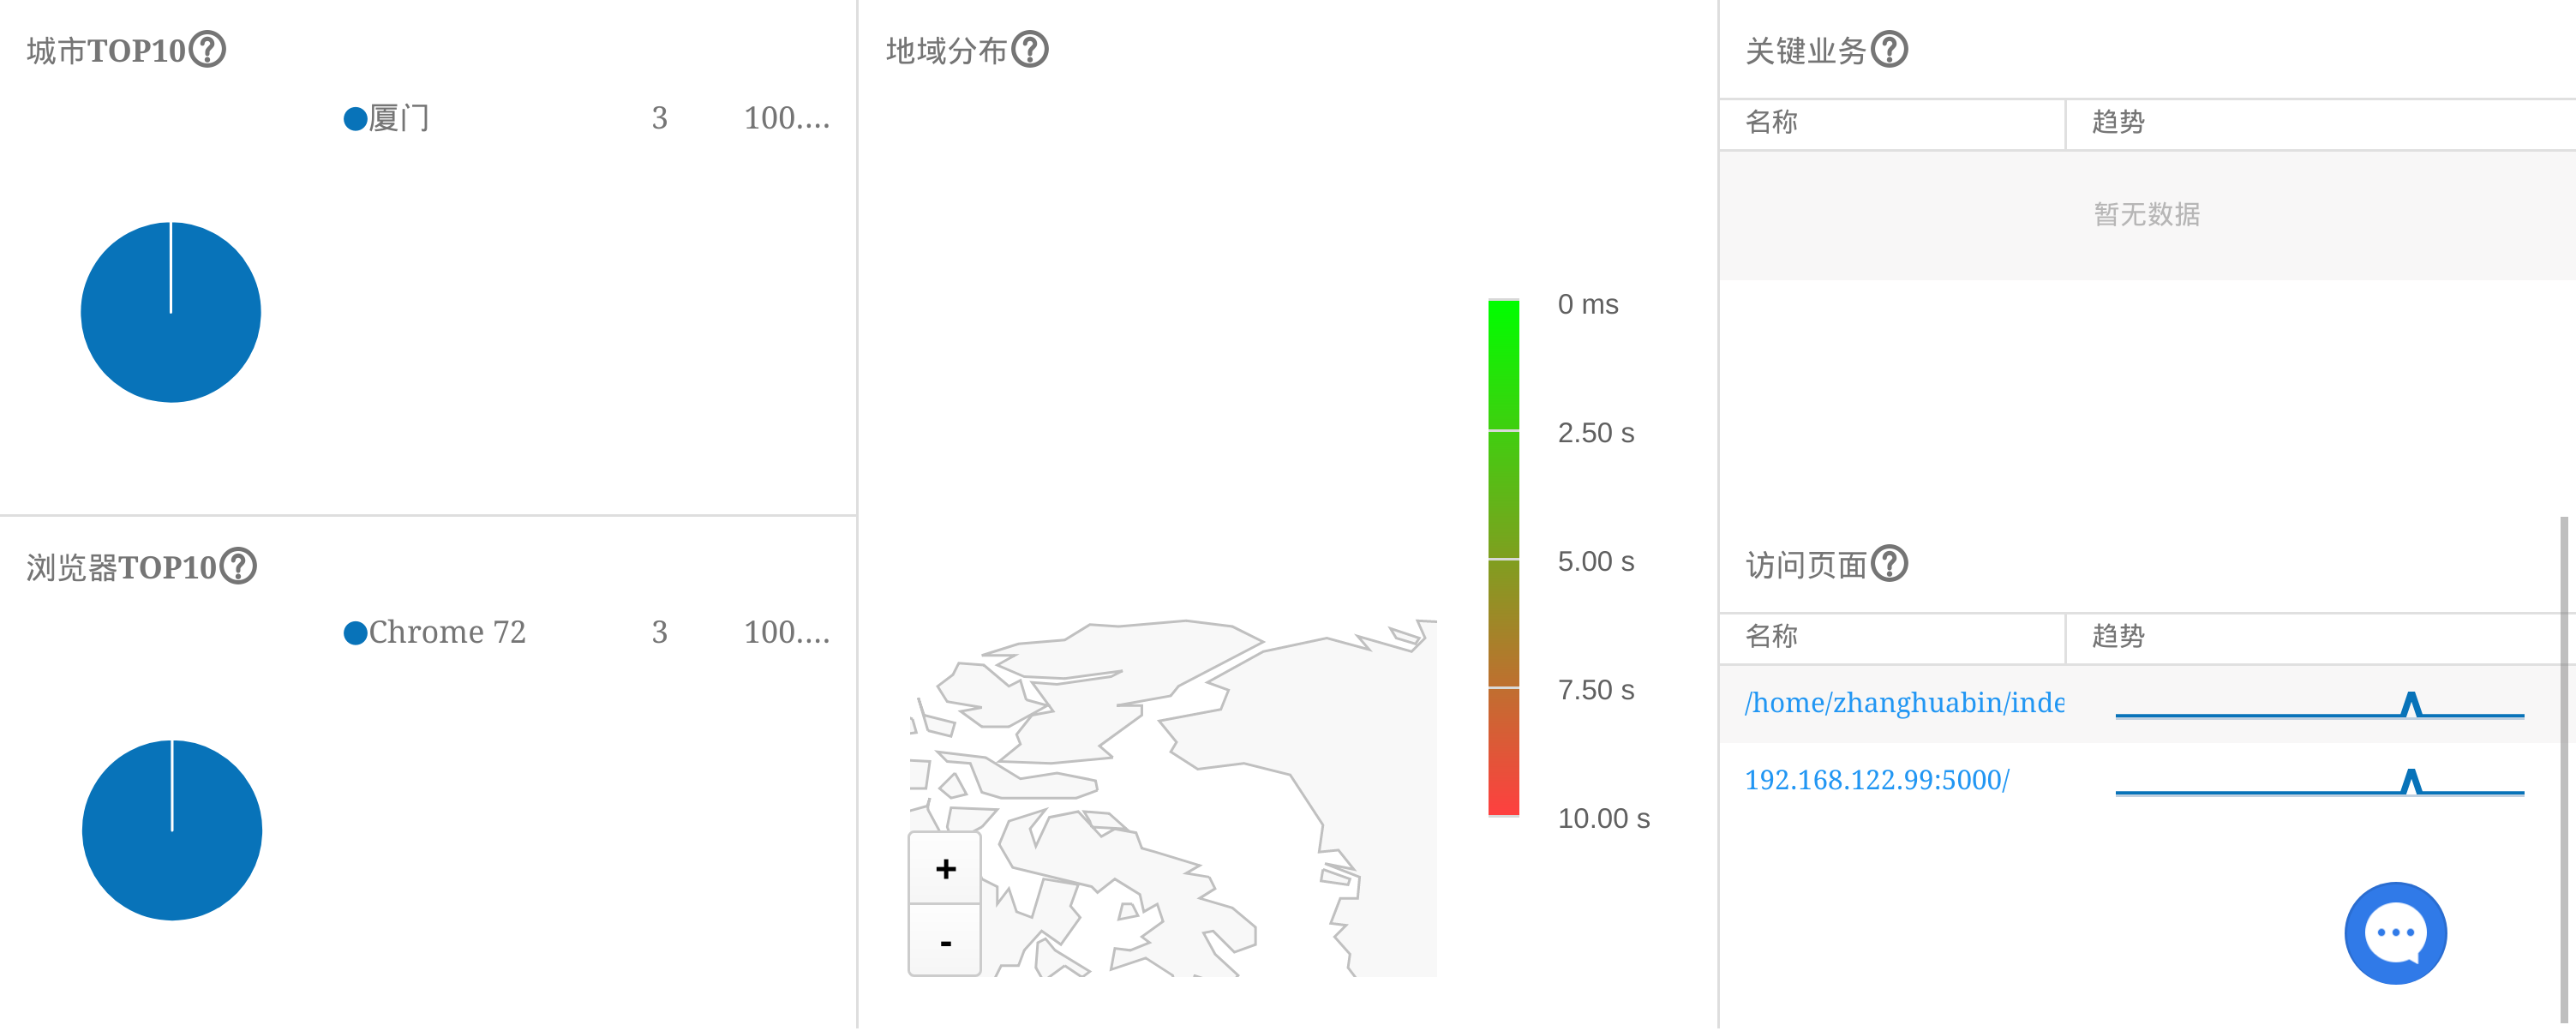 城市TOP10
厦门 3 100....
浏览器TOP10
Chrome 72 3 100....
地域分布
0 ms
2.50 s
5.00 s
7.50 s
10.00 s
+
-
关键业务
名称 趋势
暂无数据
访问页面
名称 趋势
/home/zhanghuabin/inde
192.168.122.99:5000/